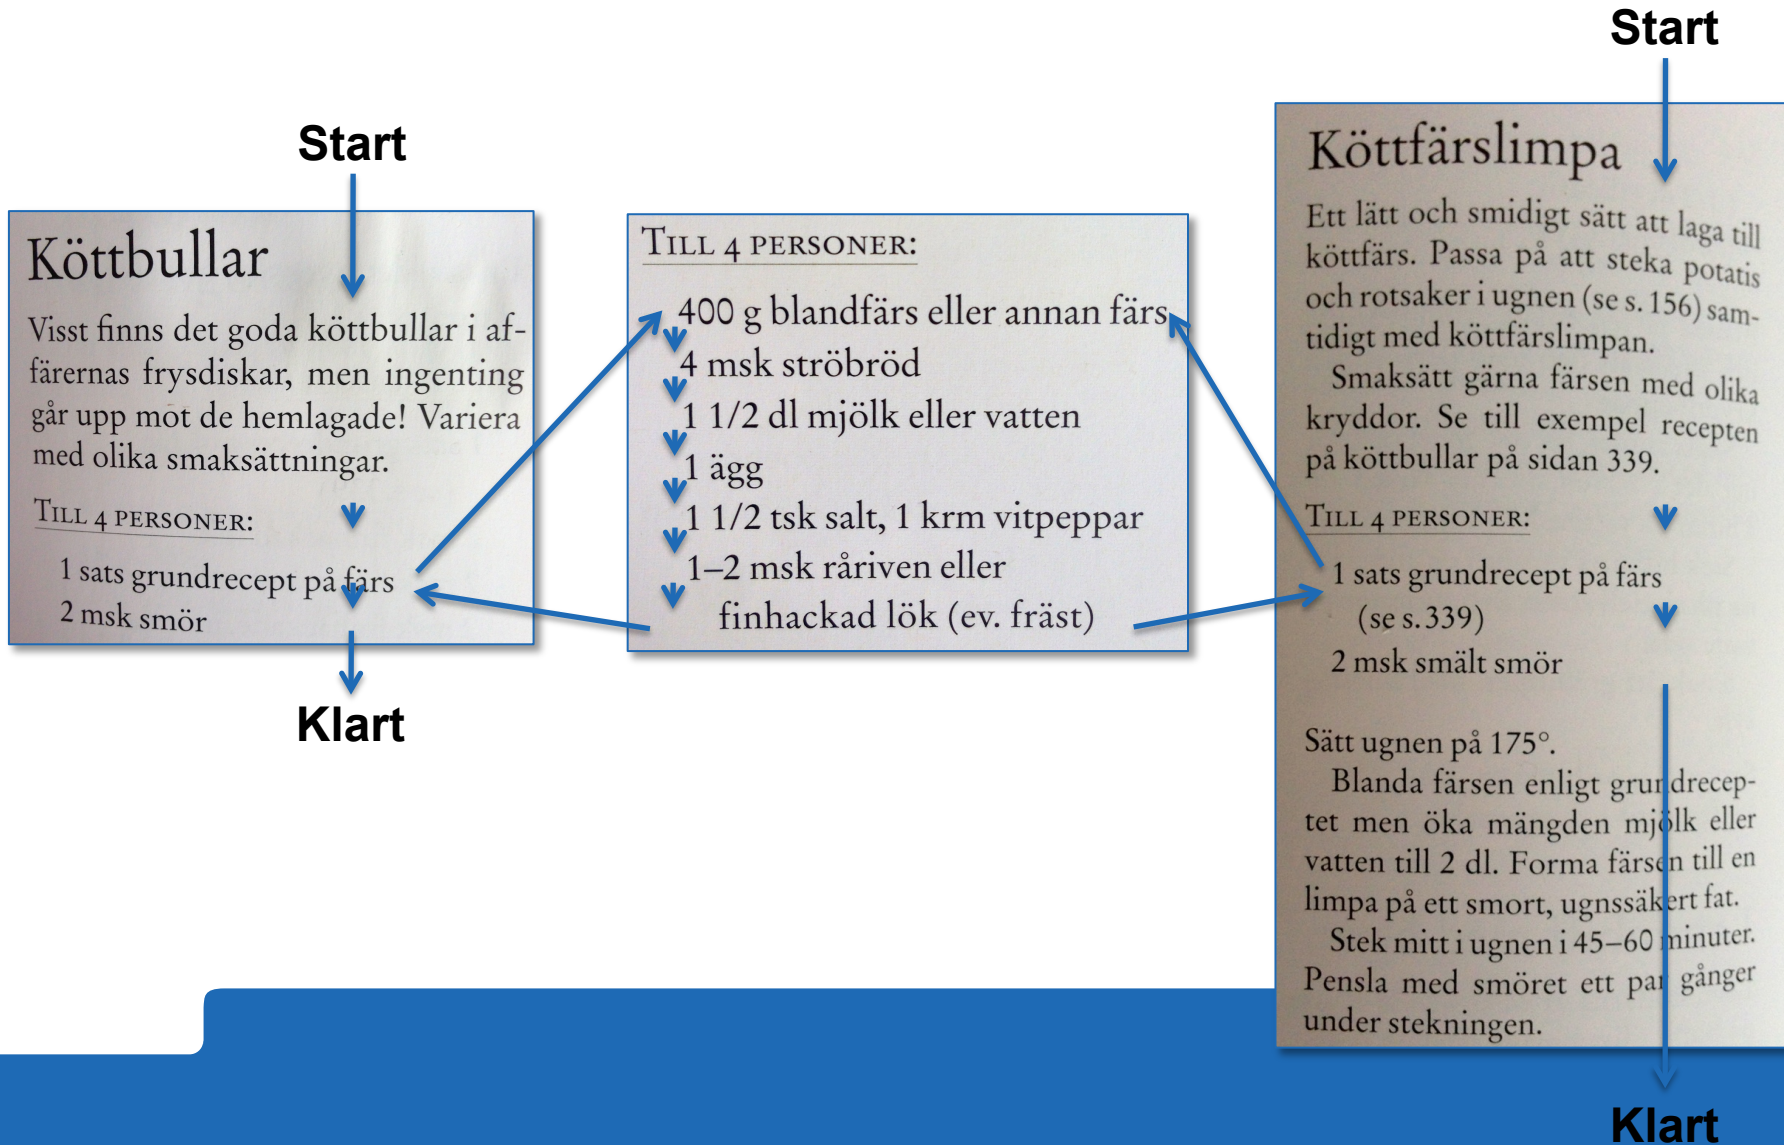 Start
Köttbullar
Visst finns det goda köttbullar i af-
färernas frysdiskar, men ingenting
går upp mot de hemlagade! Variera
med olika smaksättningar.
TILL 4 PERSONER:
1 sats grundrecept på färs
2 msk smör
Klart
TILL 4 PERSONER:
400 g blandfärs eller annan färs
4 msk ströbröd
1 1/2 dl mjölk eller vatten
1 ägg
1 1/2 tsk salt, 1 krm vitpeppar
1–2 msk råriven eller
finhackad lök (ev. fräst)
Start
Köttfärslimpa
Ett lätt och smidigt sätt att laga till
köttfärs. Passa på att steka potatis
och rotsaker i ugnen (se s. 156) sam-
tidigt med köttfärslimpan.
Smaksätt gärna färsen med olika
kryddor. Se till exempel recepten
på köttbullar på sidan 339.
TILL 4 PERSONER:
1 sats grundrecept på färs
(se s. 339)
2 msk smält smör
Sätt ugnen på 175°.
Blanda färsen enligt grundrecep-
tet men öka mängden mjölk eller
vatten till 2 dl. Forma färsen till en
limpa på ett smort, ugnssäkert fat.
Stek mitt i ugnen i 45–60 minuter.
Pensla med smöret ett par gånger
under stekningen.
Klart